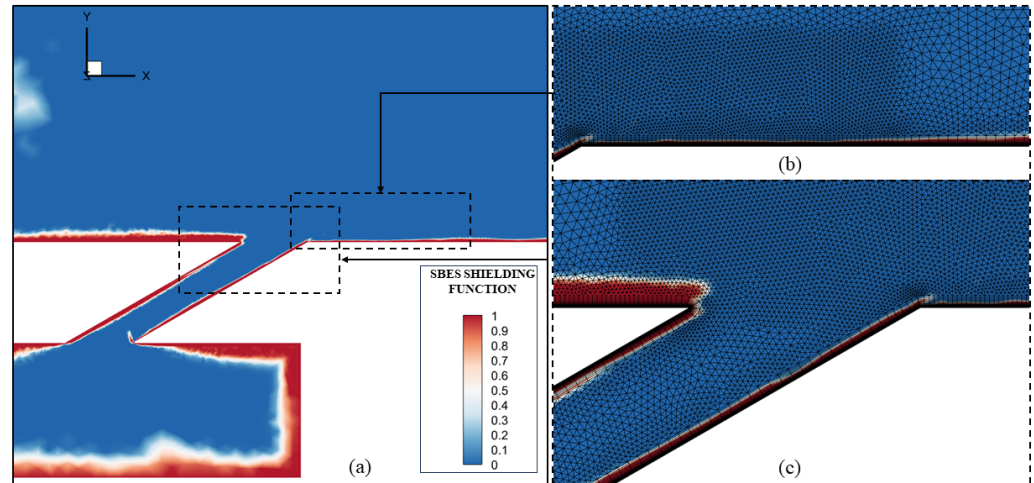 Y
Z
X
(b)
SBES SHIELDING
FUNCTION
1
0.9
0.8
0.7
0.6
0.5
0.4
0.3
0.2
0.1
0
(a)
(c)